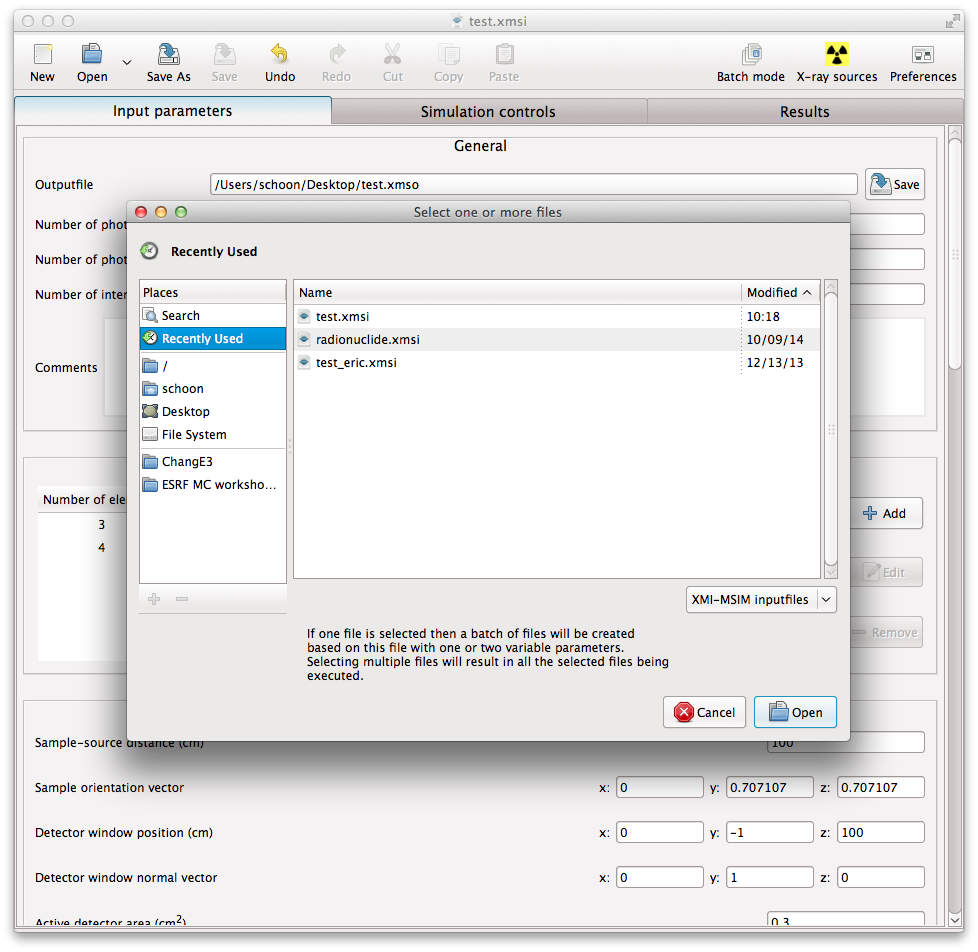 test.xmsi
New Open Save As Save Undo Redo Cut Copy Paste Batch mode X-ray sources Preferences
Input parameters Simulation controls Results
General
Outputfile /Users/schoon/Desktop/test.xmso Save
Select one or more files
Number of phot
Recently Used
Number of phot
Places Name Modified
Number of inter
Search test.xmsi 10:18
Recently Used radionuclide.xmsi 10/09/14
/ test_eric.xmsi 12/13/13
Comments
schoon
Desktop
File System
ChangE3
ESRF MC worksho...
Number of ele
Add
3
4
Edit
XMI-MSIM inputfiles
If one file is selected then a batch of files will be created
based on this file with one or two variable parameters.
Selecting multiple files will result in all the selected files being
executed.
Remove
Cancel Open
Sample-source distance (cm) 100
Sample orientation vector x: 0 y: 0.707107 z: 0.707107
Detector window position (cm) x: 0 y: -1 z: 100
Detector window normal vector x: 0 y: 1 z: 0
Active detector area (cm2) 0.3